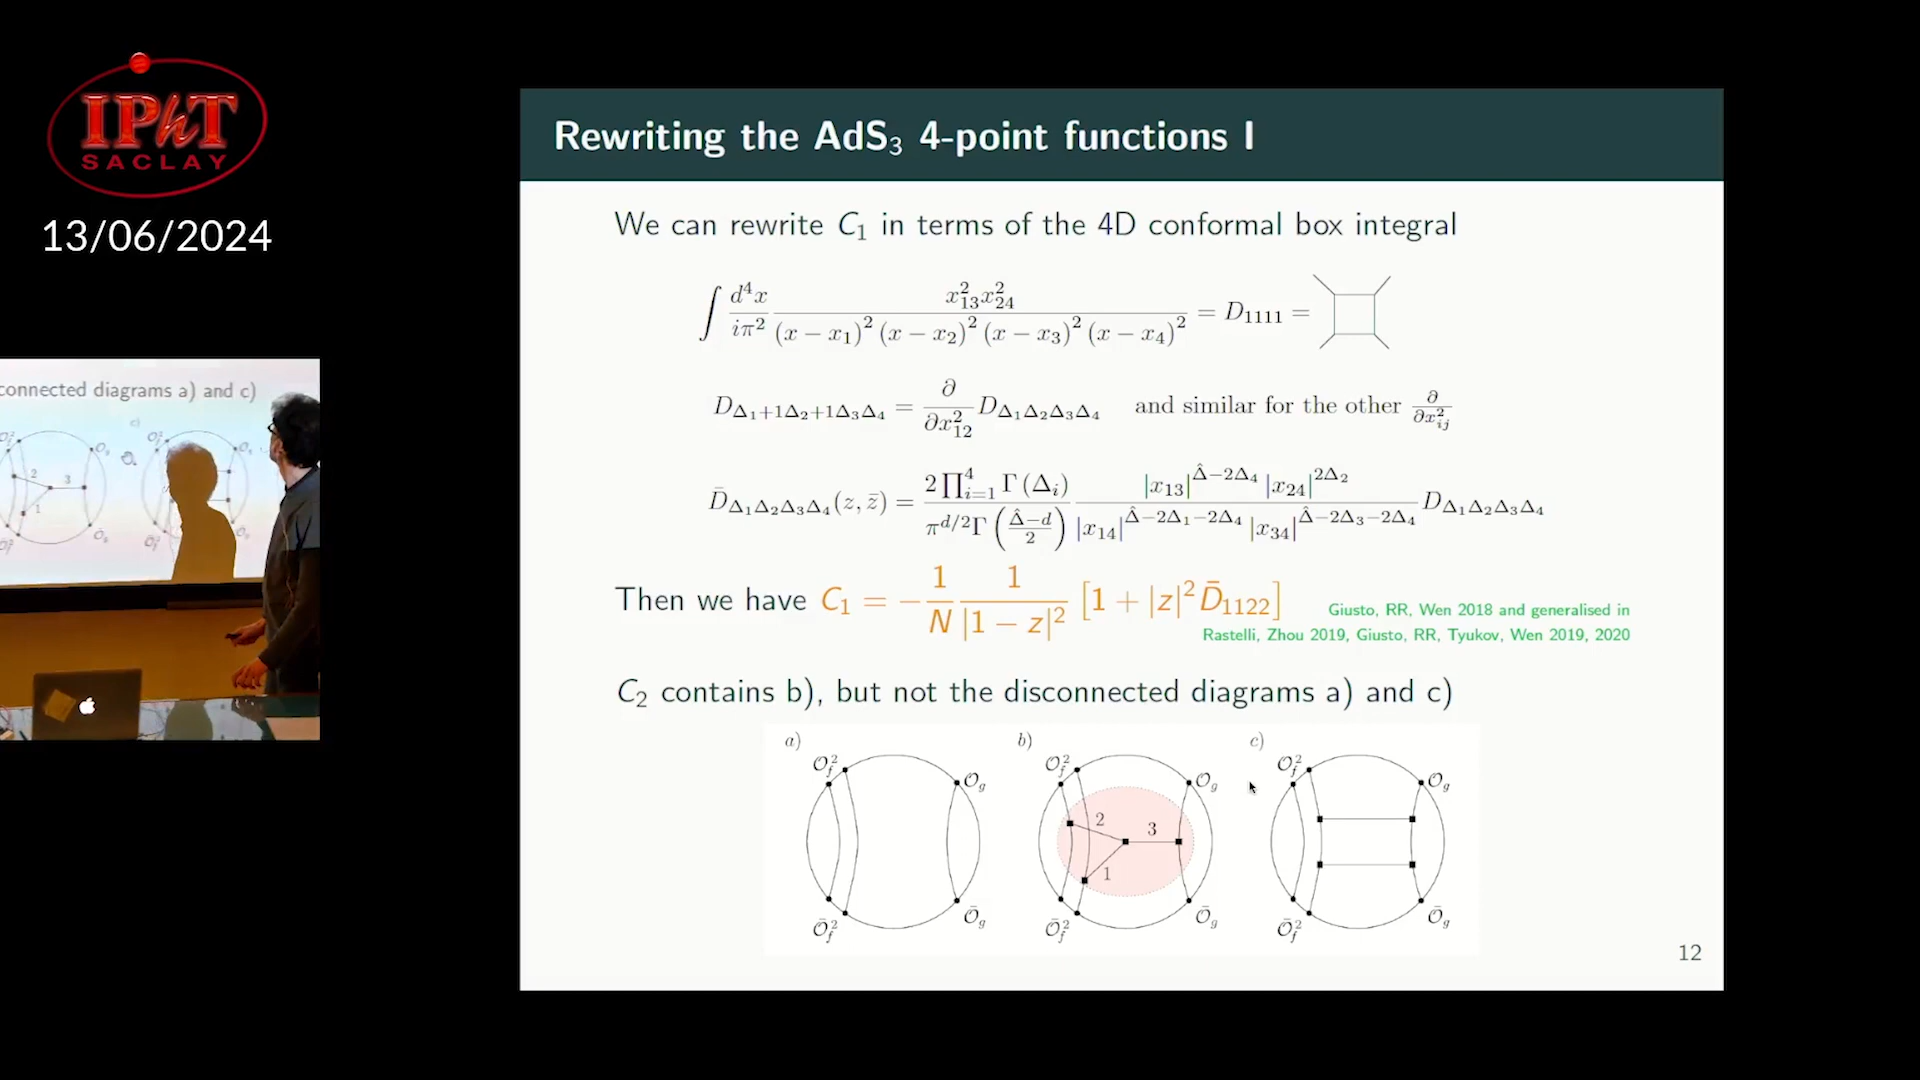 IPhT
SACLAY
13/06/2024
connected diagrams a) and c)
Rewriting the AdS₃ 4-point functions I
We can rewrite C₁ in terms of the 4D conformal box integral
∫ d⁴x/(iπ²) x²₁₃x²₂₄/((x − x₁)² (x − x₂)² (x − x₃)² (x − x₄)²) = D₁₁₁₁ =
D_{Δ₁+1Δ₂+1Δ₃Δ₄} = ∂/∂x²₁₂ D_{Δ₁Δ₂Δ₃Δ₄} and similar for the other ∂/∂x²ᵢⱼ
D̄_{Δ₁Δ₂Δ₃Δ₄}(z, z̄) = (2∏⁴ᵢ₌₁ Γ(Δᵢ))/(π^{d/2}Γ((Δ̂−d)/2)) (|x₁₃|^{Δ̂−2Δ₄} |x₂₄|^{2Δ₂})/(|x₁₄|^{Δ̂−2Δ₁−2Δ₄} |x₃₄|^{Δ̂−2Δ₃−2Δ₄}) D_{Δ₁Δ₂Δ₃Δ₄}
Then we have C₁ = −(1/N) (1/|1 − z|²) [1 + |z|² D̄₁₁₂₂]
Giusto, RR, Wen 2018 and generalised in
Rastelli, Zhou 2019, Giusto, RR, Tyukov, Wen 2019, 2020
C₂ contains b), but not the disconnected diagrams a) and c)
a) b) c)
O²_f O_g O²_f O_g O²_f O_g
2 3
1
Ō²_f Ō_g Ō²_f Ō_g Ō²_f Ō_g
12